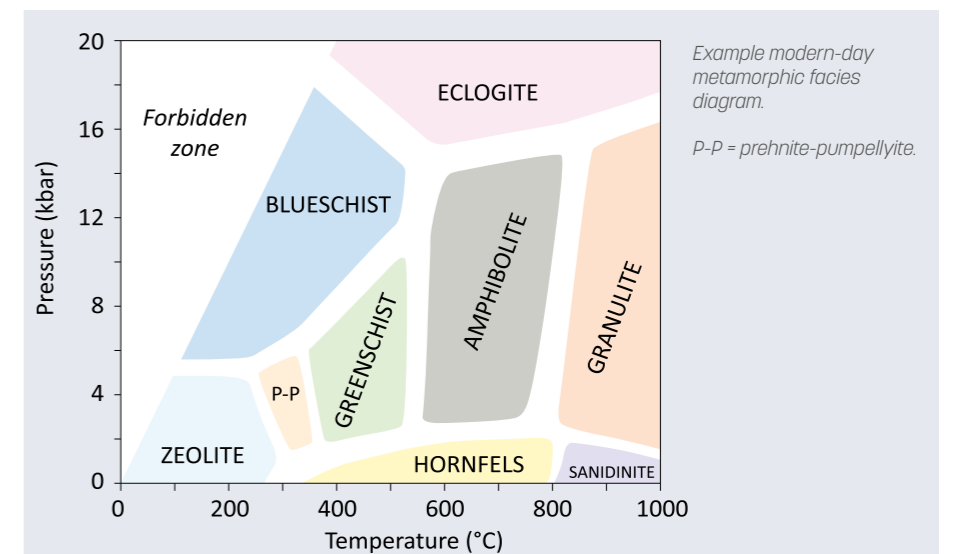 20
16
12
8
4
0
Pressure (kbar)
Forbidden
zone
ECLOGITE
BLUESCHIST
AMPHIBOLITE
GRANULITE
GREENSCHIST
P-P
ZEOLITE
HORNFELS
SANIDINITE
0 200 400 600 800 1000
Temperature (°C)
Example modern-day
metamorphic facies
diagram.
P-P = prehnite-pumpellyite.